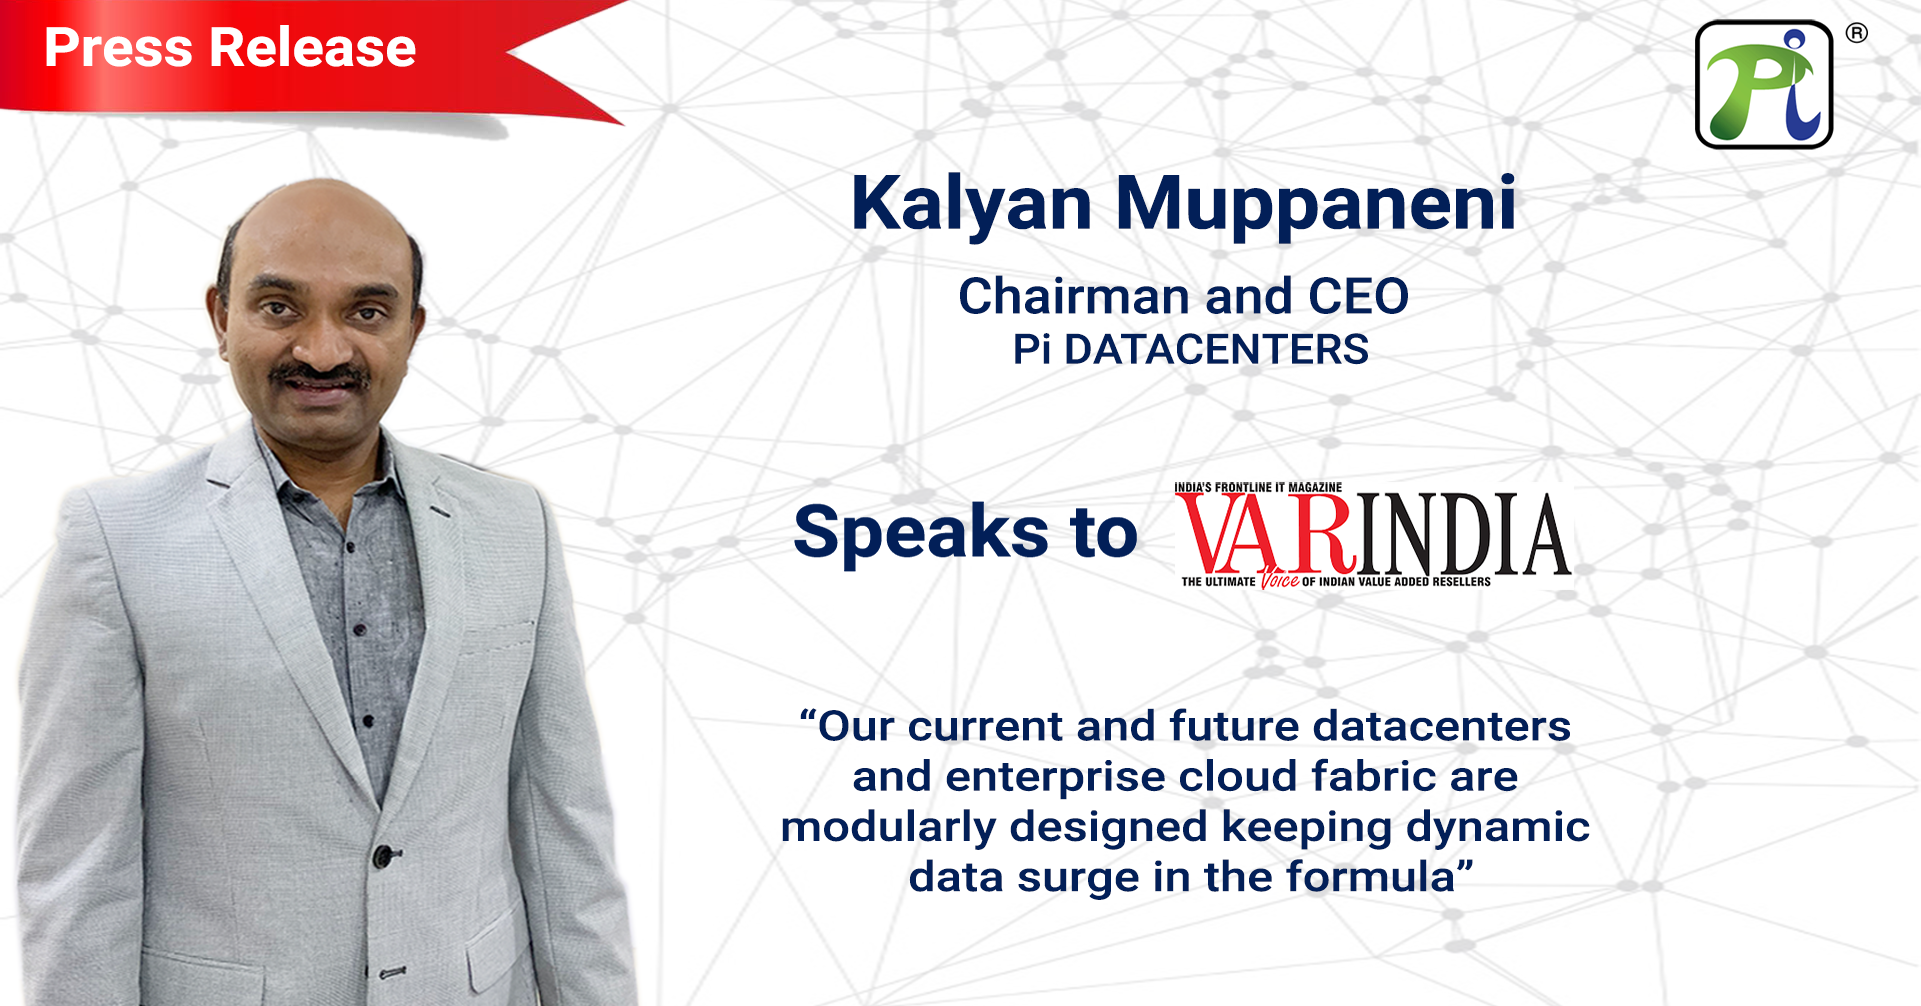 Press Release
Pi ®
Kalyan Muppaneni
Chairman and CEO
Pi DATACENTERS
Speaks to
INDIA'S FRONTLINE IT MAGAZINE
VARINDIA
THE ULTIMATE Voice OF INDIAN VALUE ADDED RESELLERS
“Our current and future datacenters
and enterprise cloud fabric are
modularly designed keeping dynamic
data surge in the formula”